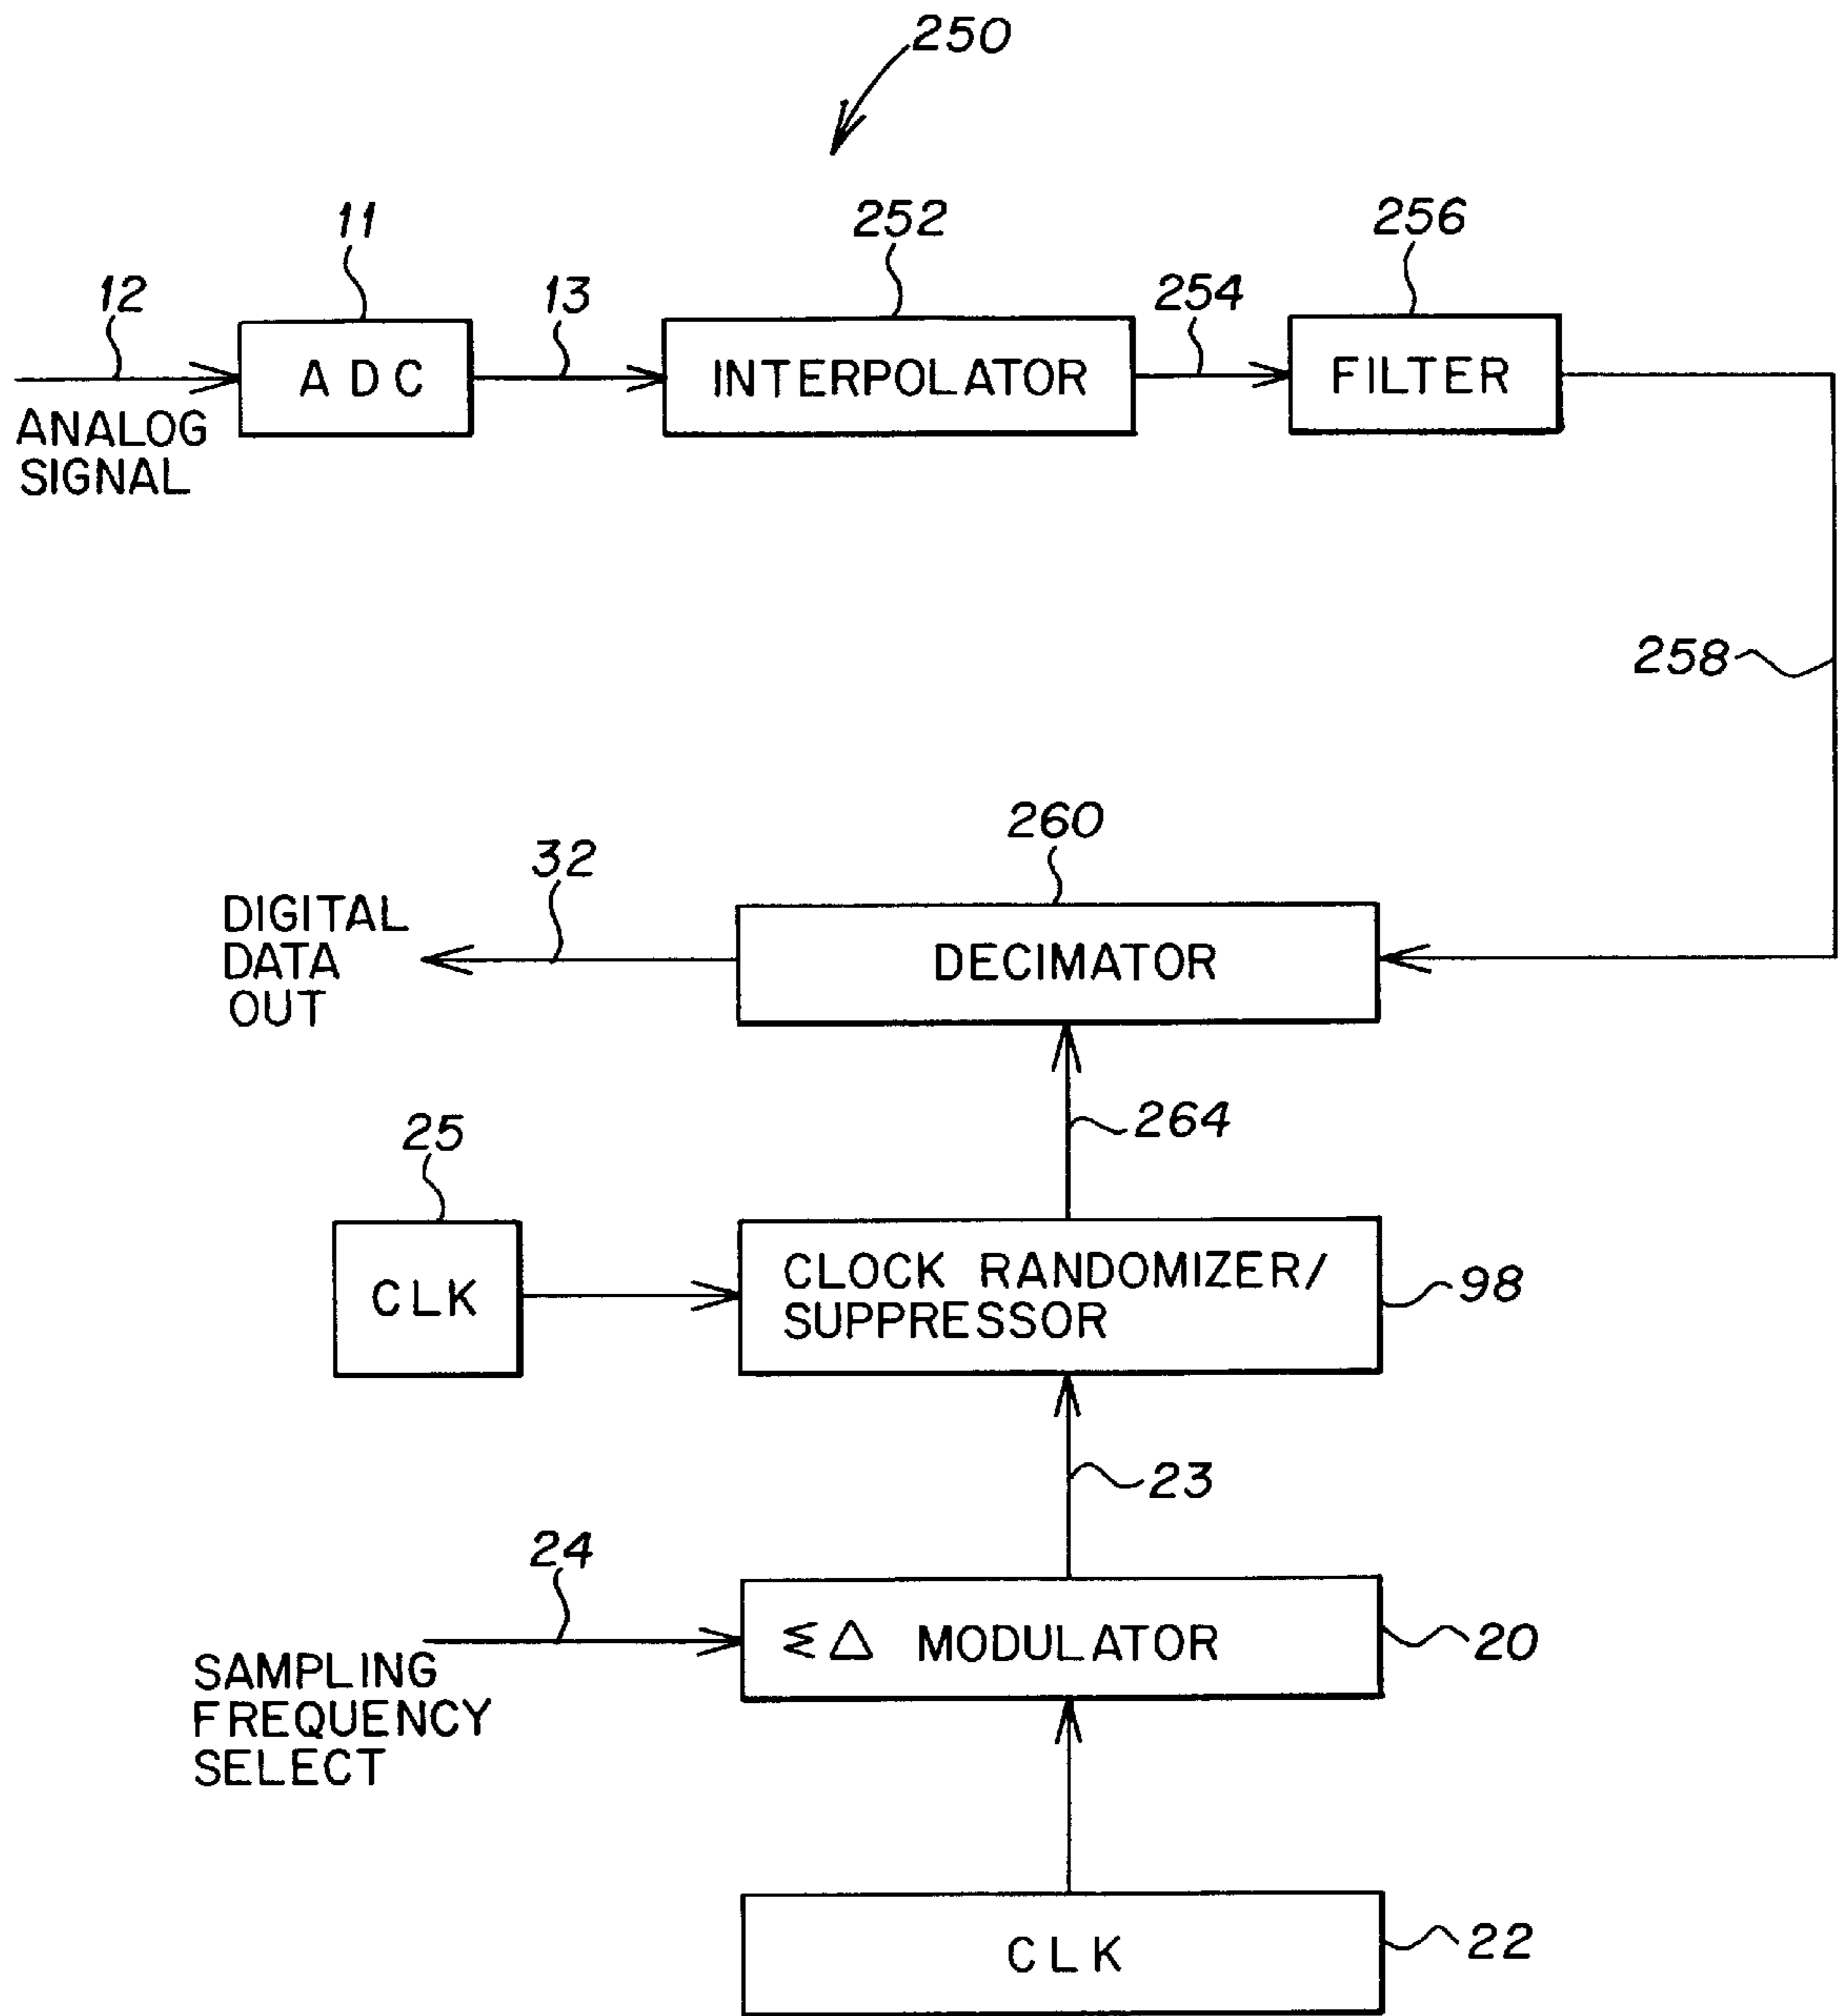 250
11
252
256
12
13
254
ADC
INTERPOLATOR
FILTER
ANALOG
SIGNAL
258
260
32
DIGITAL
DATA
OUT
DECIMATOR
264
25
CLK
CLOCK RANDOMIZER/
SUPPRESSOR
98
23
24
ΣΔ MODULATOR
20
SAMPLING
FREQUENCY
SELECT
CLK
22